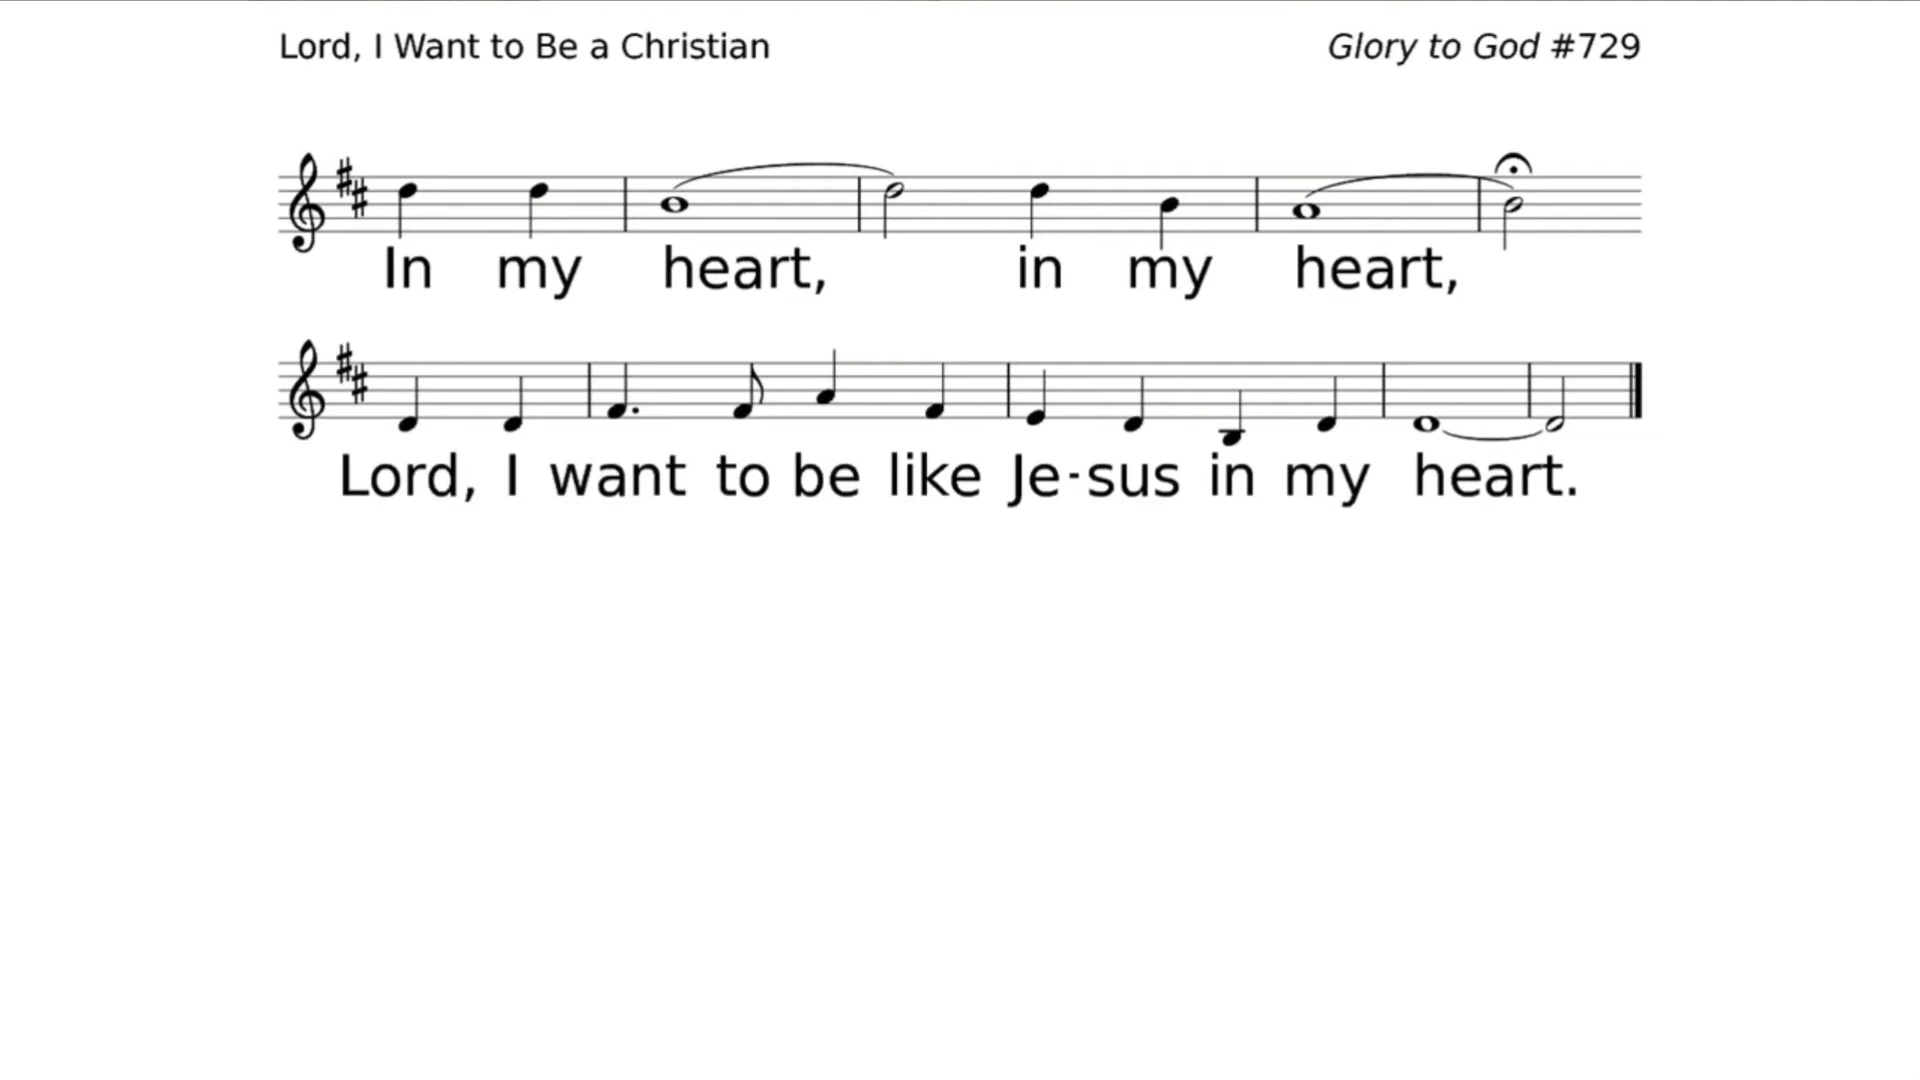 Lord, I Want to Be a Christian Glory to God #729
In my heart, in my heart,
Lord, I want to be like Je-sus in my heart.